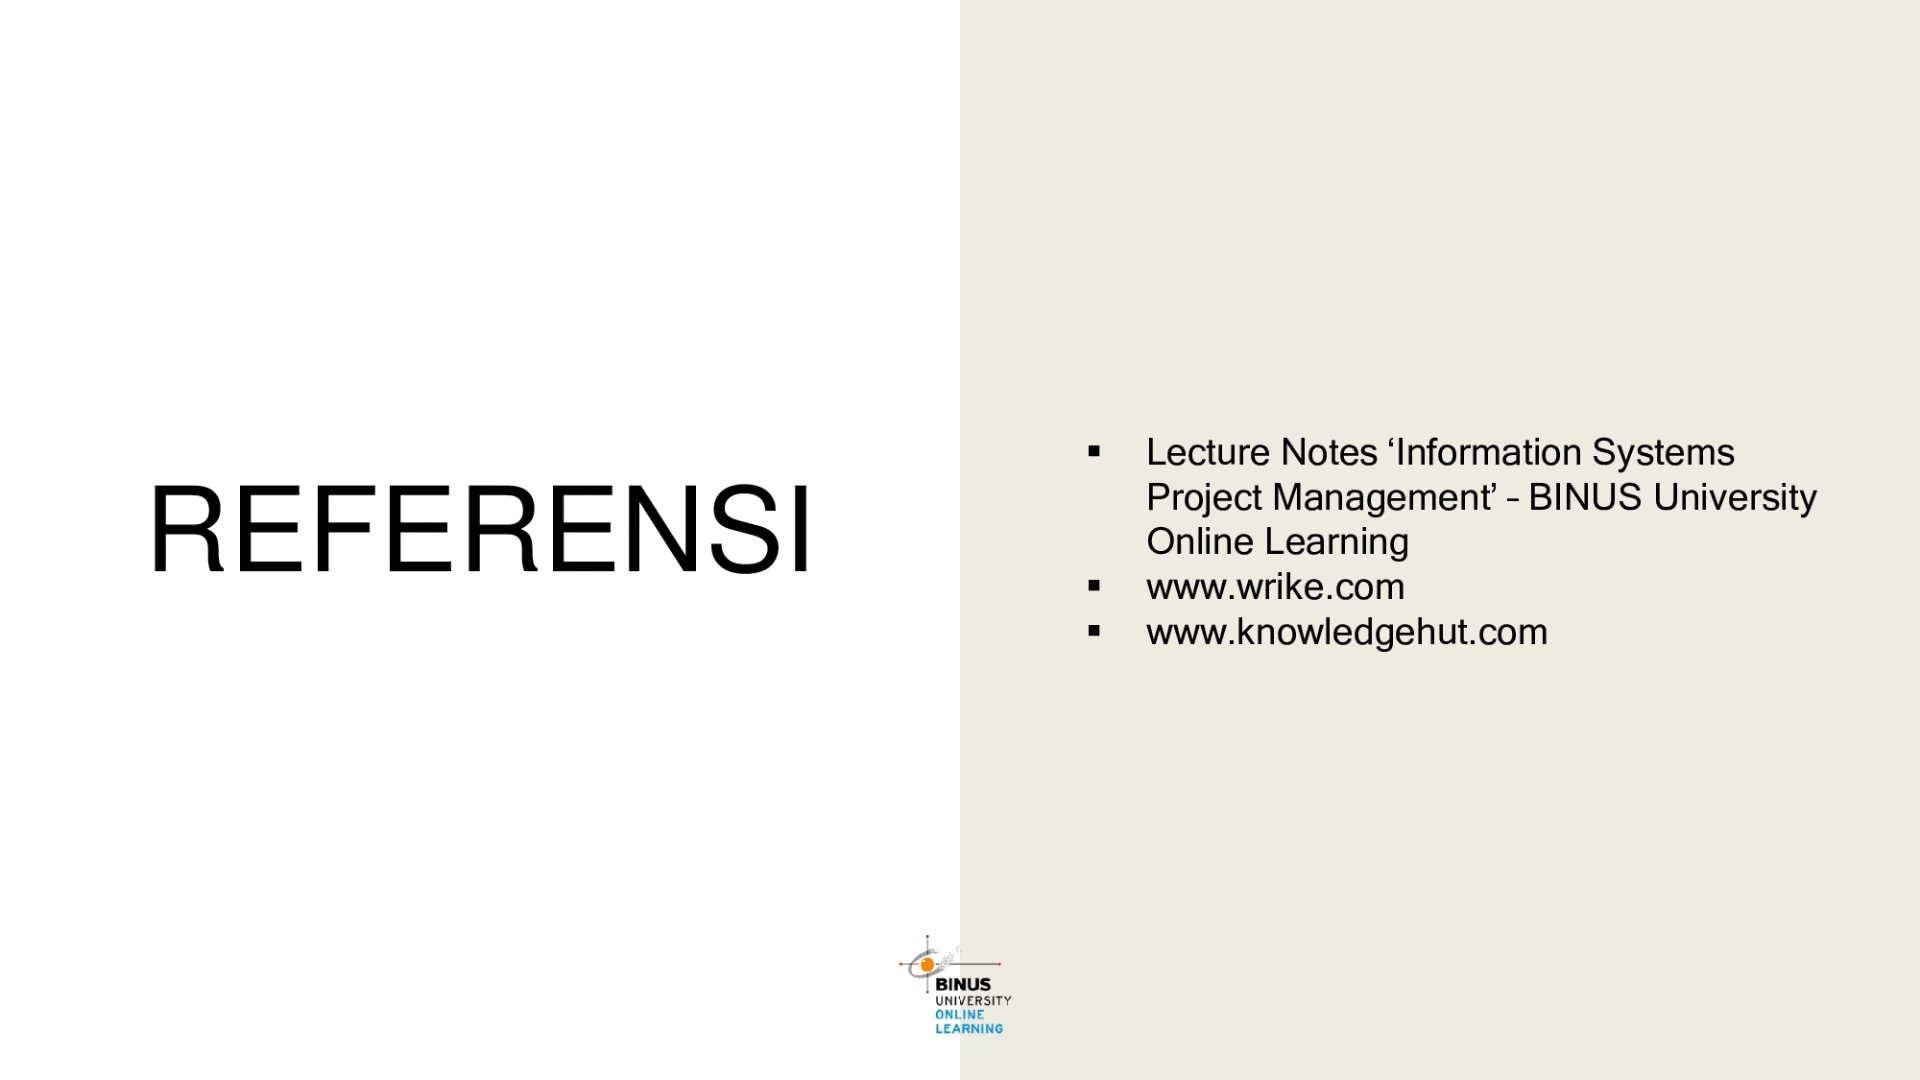 REFERENSI
▪ Lecture Notes ‘Information Systems
Project Management’ – BINUS University
Online Learning
▪ www.wrike.com
▪ www.knowledgehut.com
BINUS
UNIVERSITY
ONLINE
LEARNING